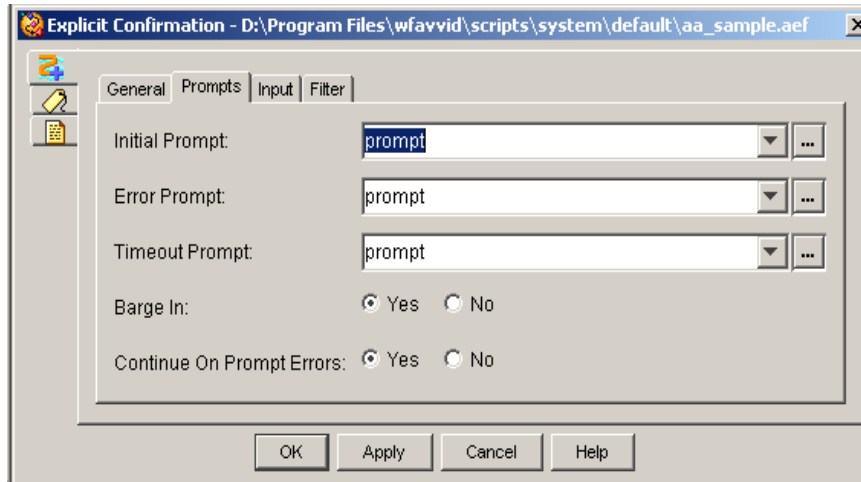 Explicit Confirmation - D:\Program Files\wfavvid\scripts\system\default\aa_sample.aef
General Prompts Input Filter
Initial Prompt: prompt ...
Error Prompt: prompt ...
Timeout Prompt: prompt ...
Barge In: Yes No
Continue On Prompt Errors: Yes No
OK Apply Cancel Help